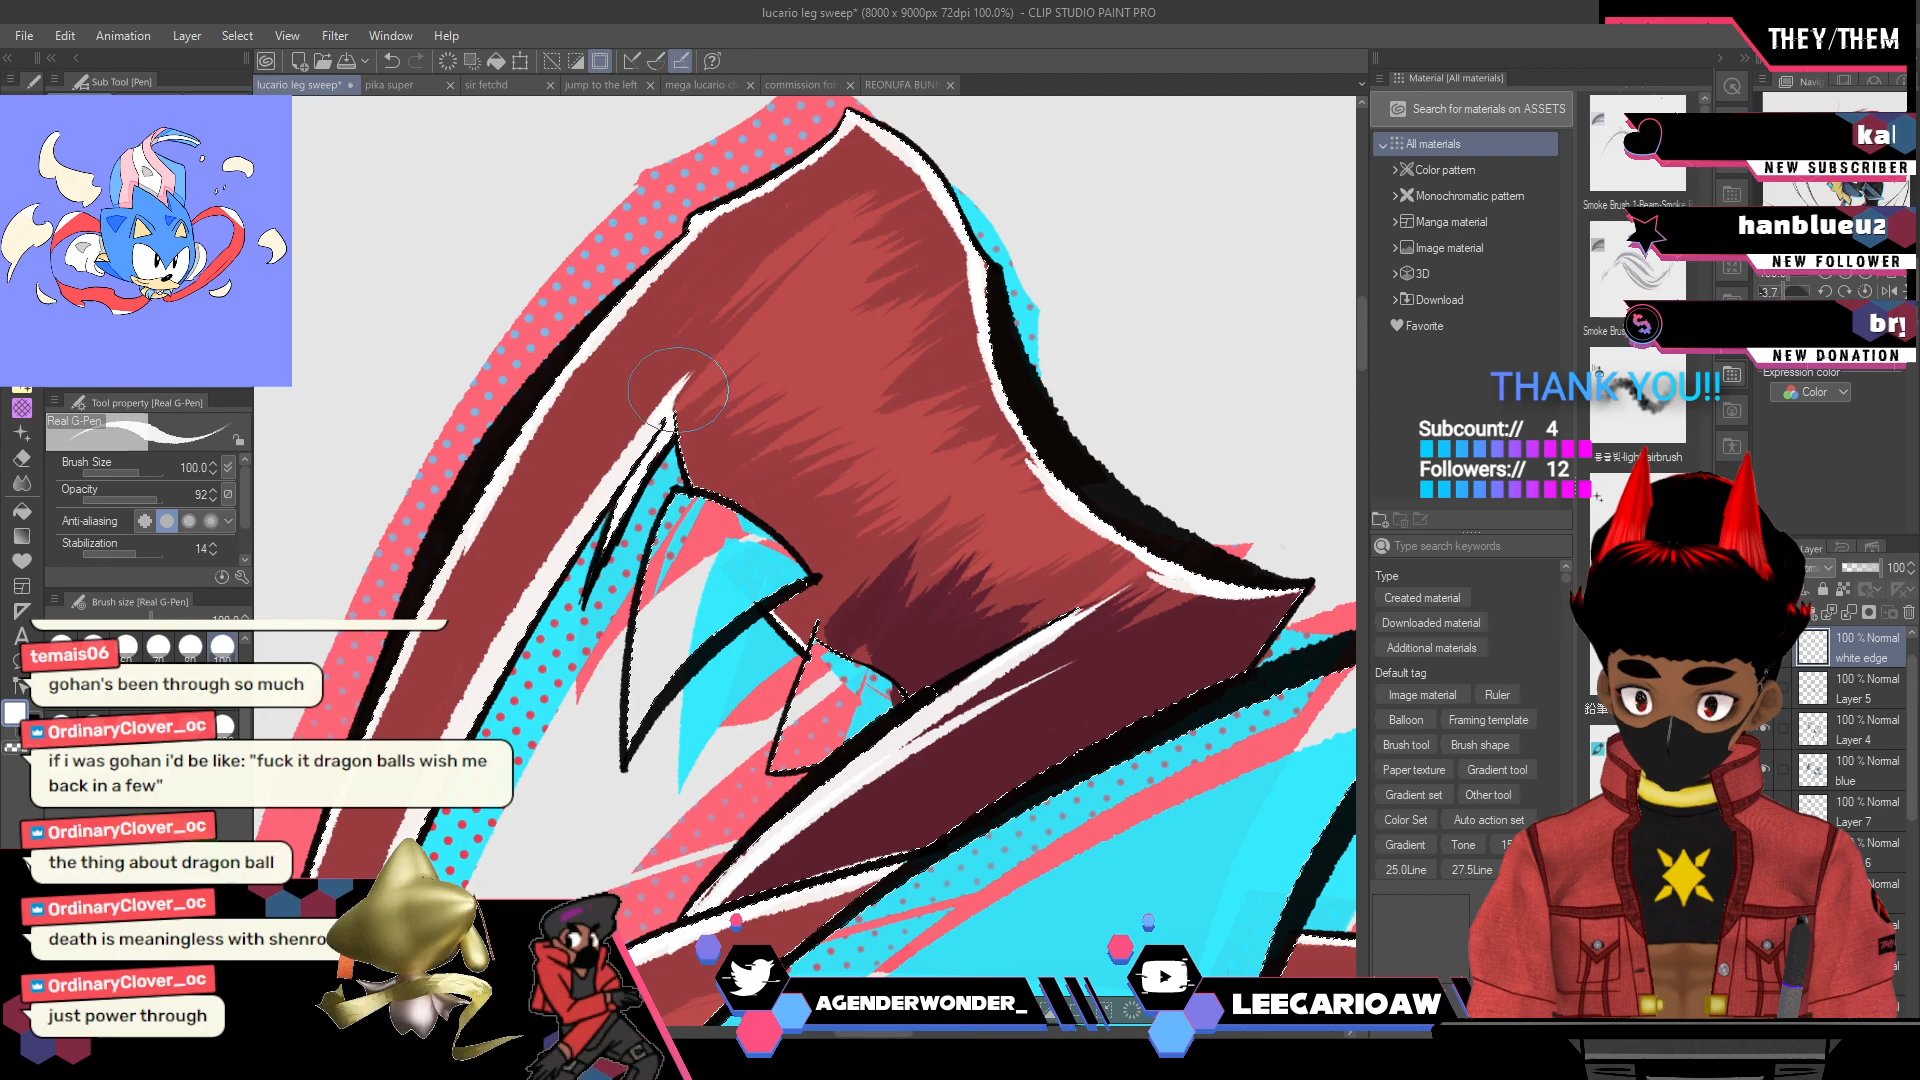 lucario leg sweep* (8000 x 9000px 72dpi 100.0%) - CLIP STUDIO PAINT PRO
THEY/THEM
File Edit Animation Layer Select View Filter Window Help
Sub Tool [Pen]
lucario leg sweep* pika super sir fetchd jump to the left mega lucario commission for REONUFA BUN
Material [All materials]
Search for materials on ASSETS
All materials
Color pattern
Monochromatic pattern
Manga material
Image material
3D
Download
Favorite
NEW SUBSCRIBER
hanblueu2
NEW FOLLOWER
-3.7
NEW DONATION
Expression color
Color
THANK YOU!!
Subcount// 4
Followers// 12
Tool property [Real G-Pen]
Real G-Pen
Brush Size 100.0
Opacity 92
Anti-aliasing
Stabilization 14
Brush size [Real G-Pen]
Type search keywords
Type
Created material
Downloaded material
Additional materials
Default tag
Image material Ruler
Balloon Framing template
Brush tool Brush shape
Paper texture Gradient tool
Gradient set Other tool
Color Set Auto action set
Gradient Tone
25.0Line 27.5Line
100
100 % Normal
white edge
100 % Normal
Layer 5
100 % Normal
Layer 4
100 % Normal
blue
100 % Normal
Layer 7
% Normal
temais06
gohan's been through so much
OrdinaryClover_oc
if i was gohan i'd be like: "fuck it dragon balls wish me
back in a few"
OrdinaryClover_oc
the thing about dragon ball
OrdinaryClover_oc
death is meaningless with shenro
OrdinaryClover_oc
just power through
AGENDERWONDER_
LEECARIOAW